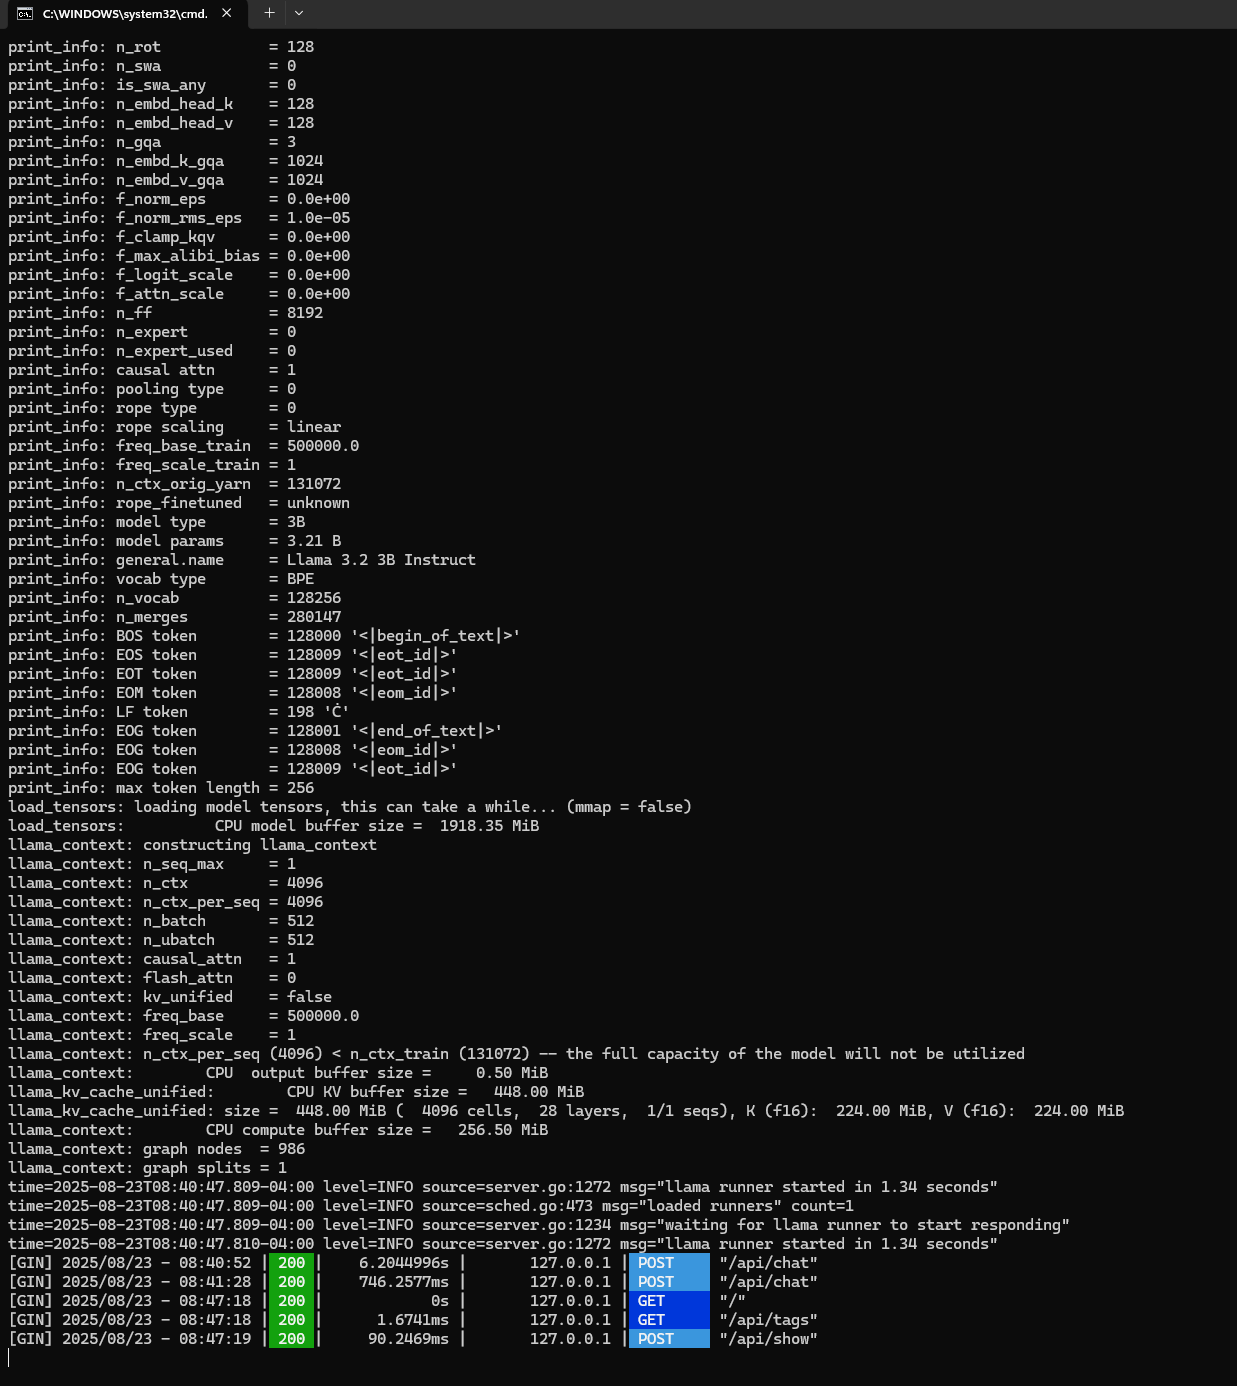 C:\WINDOWS\system32\cmd.
print_info: n_rot            = 128
print_info: n_swa            = 0
print_info: is_swa_any       = 0
print_info: n_embd_head_k    = 128
print_info: n_embd_head_v    = 128
print_info: n_gqa            = 3
print_info: n_embd_k_gqa     = 1024
print_info: n_embd_v_gqa     = 1024
print_info: f_norm_eps       = 0.0e+00
print_info: f_norm_rms_eps   = 1.0e-05
print_info: f_clamp_kqv      = 0.0e+00
print_info: f_max_alibi_bias = 0.0e+00
print_info: f_logit_scale    = 0.0e+00
print_info: f_attn_scale     = 0.0e+00
print_info: n_ff             = 8192
print_info: n_expert         = 0
print_info: n_expert_used    = 0
print_info: causal attn      = 1
print_info: pooling type     = 0
print_info: rope type        = 0
print_info: rope scaling     = linear
print_info: freq_base_train  = 500000.0
print_info: freq_scale_train = 1
print_info: n_ctx_orig_yarn  = 131072
print_info: rope_finetuned   = unknown
print_info: model type       = 3B
print_info: model params     = 3.21 B
print_info: general.name     = Llama 3.2 3B Instruct
print_info: vocab type       = BPE
print_info: n_vocab          = 128256
print_info: n_merges         = 280147
print_info: BOS token        = 128000 '<|begin_of_text|>'
print_info: EOS token        = 128009 '<|eot_id|>'
print_info: EOT token        = 128009 '<|eot_id|>'
print_info: EOM token        = 128008 '<|eom_id|>'
print_info: LF token         = 198 'Ċ'
print_info: EOG token        = 128001 '<|end_of_text|>'
print_info: EOG token        = 128008 '<|eom_id|>'
print_info: EOG token        = 128009 '<|eot_id|>'
print_info: max token length = 256
load_tensors: loading model tensors, this can take a while... (mmap = false)
load_tensors:          CPU model buffer size =  1918.35 MiB
llama_context: constructing llama_context
llama_context: n_seq_max     = 1
llama_context: n_ctx         = 4096
llama_context: n_ctx_per_seq = 4096
llama_context: n_batch       = 512
llama_context: n_ubatch      = 512
llama_context: causal_attn   = 1
llama_context: flash_attn    = 0
llama_context: kv_unified    = false
llama_context: freq_base     = 500000.0
llama_context: freq_scale    = 1
llama_context: n_ctx_per_seq (4096) < n_ctx_train (131072) -- the full capacity of the model will not be utilized
llama_context:        CPU  output buffer size =     0.50 MiB
llama_kv_cache_unified:        CPU KV buffer size =   448.00 MiB
llama_kv_cache_unified: size =  448.00 MiB (  4096 cells,  28 layers,  1/1 seqs), K (f16):  224.00 MiB, V (f16):  224.00 MiB
llama_context:        CPU compute buffer size =   256.50 MiB
llama_context: graph nodes  = 986
llama_context: graph splits = 1
time=2025-08-23T08:40:47.809-04:00 level=INFO source=server.go:1272 msg="llama runner started in 1.34 seconds"
time=2025-08-23T08:40:47.809-04:00 level=INFO source=sched.go:473 msg="loaded runners" count=1
time=2025-08-23T08:40:47.809-04:00 level=INFO source=server.go:1234 msg="waiting for llama runner to start responding"
time=2025-08-23T08:40:47.810-04:00 level=INFO source=server.go:1272 msg="llama runner started in 1.34 seconds"
[GIN] 2025/08/23 - 08:40:52 | 200 |    6.2044996s |       127.0.0.1 | POST     "/api/chat"
[GIN] 2025/08/23 - 08:41:28 | 200 |    746.2577ms |       127.0.0.1 | POST     "/api/chat"
[GIN] 2025/08/23 - 08:47:18 | 200 |            0s |       127.0.0.1 | GET      "/"
[GIN] 2025/08/23 - 08:47:18 | 200 |      1.6741ms |       127.0.0.1 | GET      "/api/tags"
[GIN] 2025/08/23 - 08:47:19 | 200 |     90.2469ms |       127.0.0.1 | POST     "/api/show"